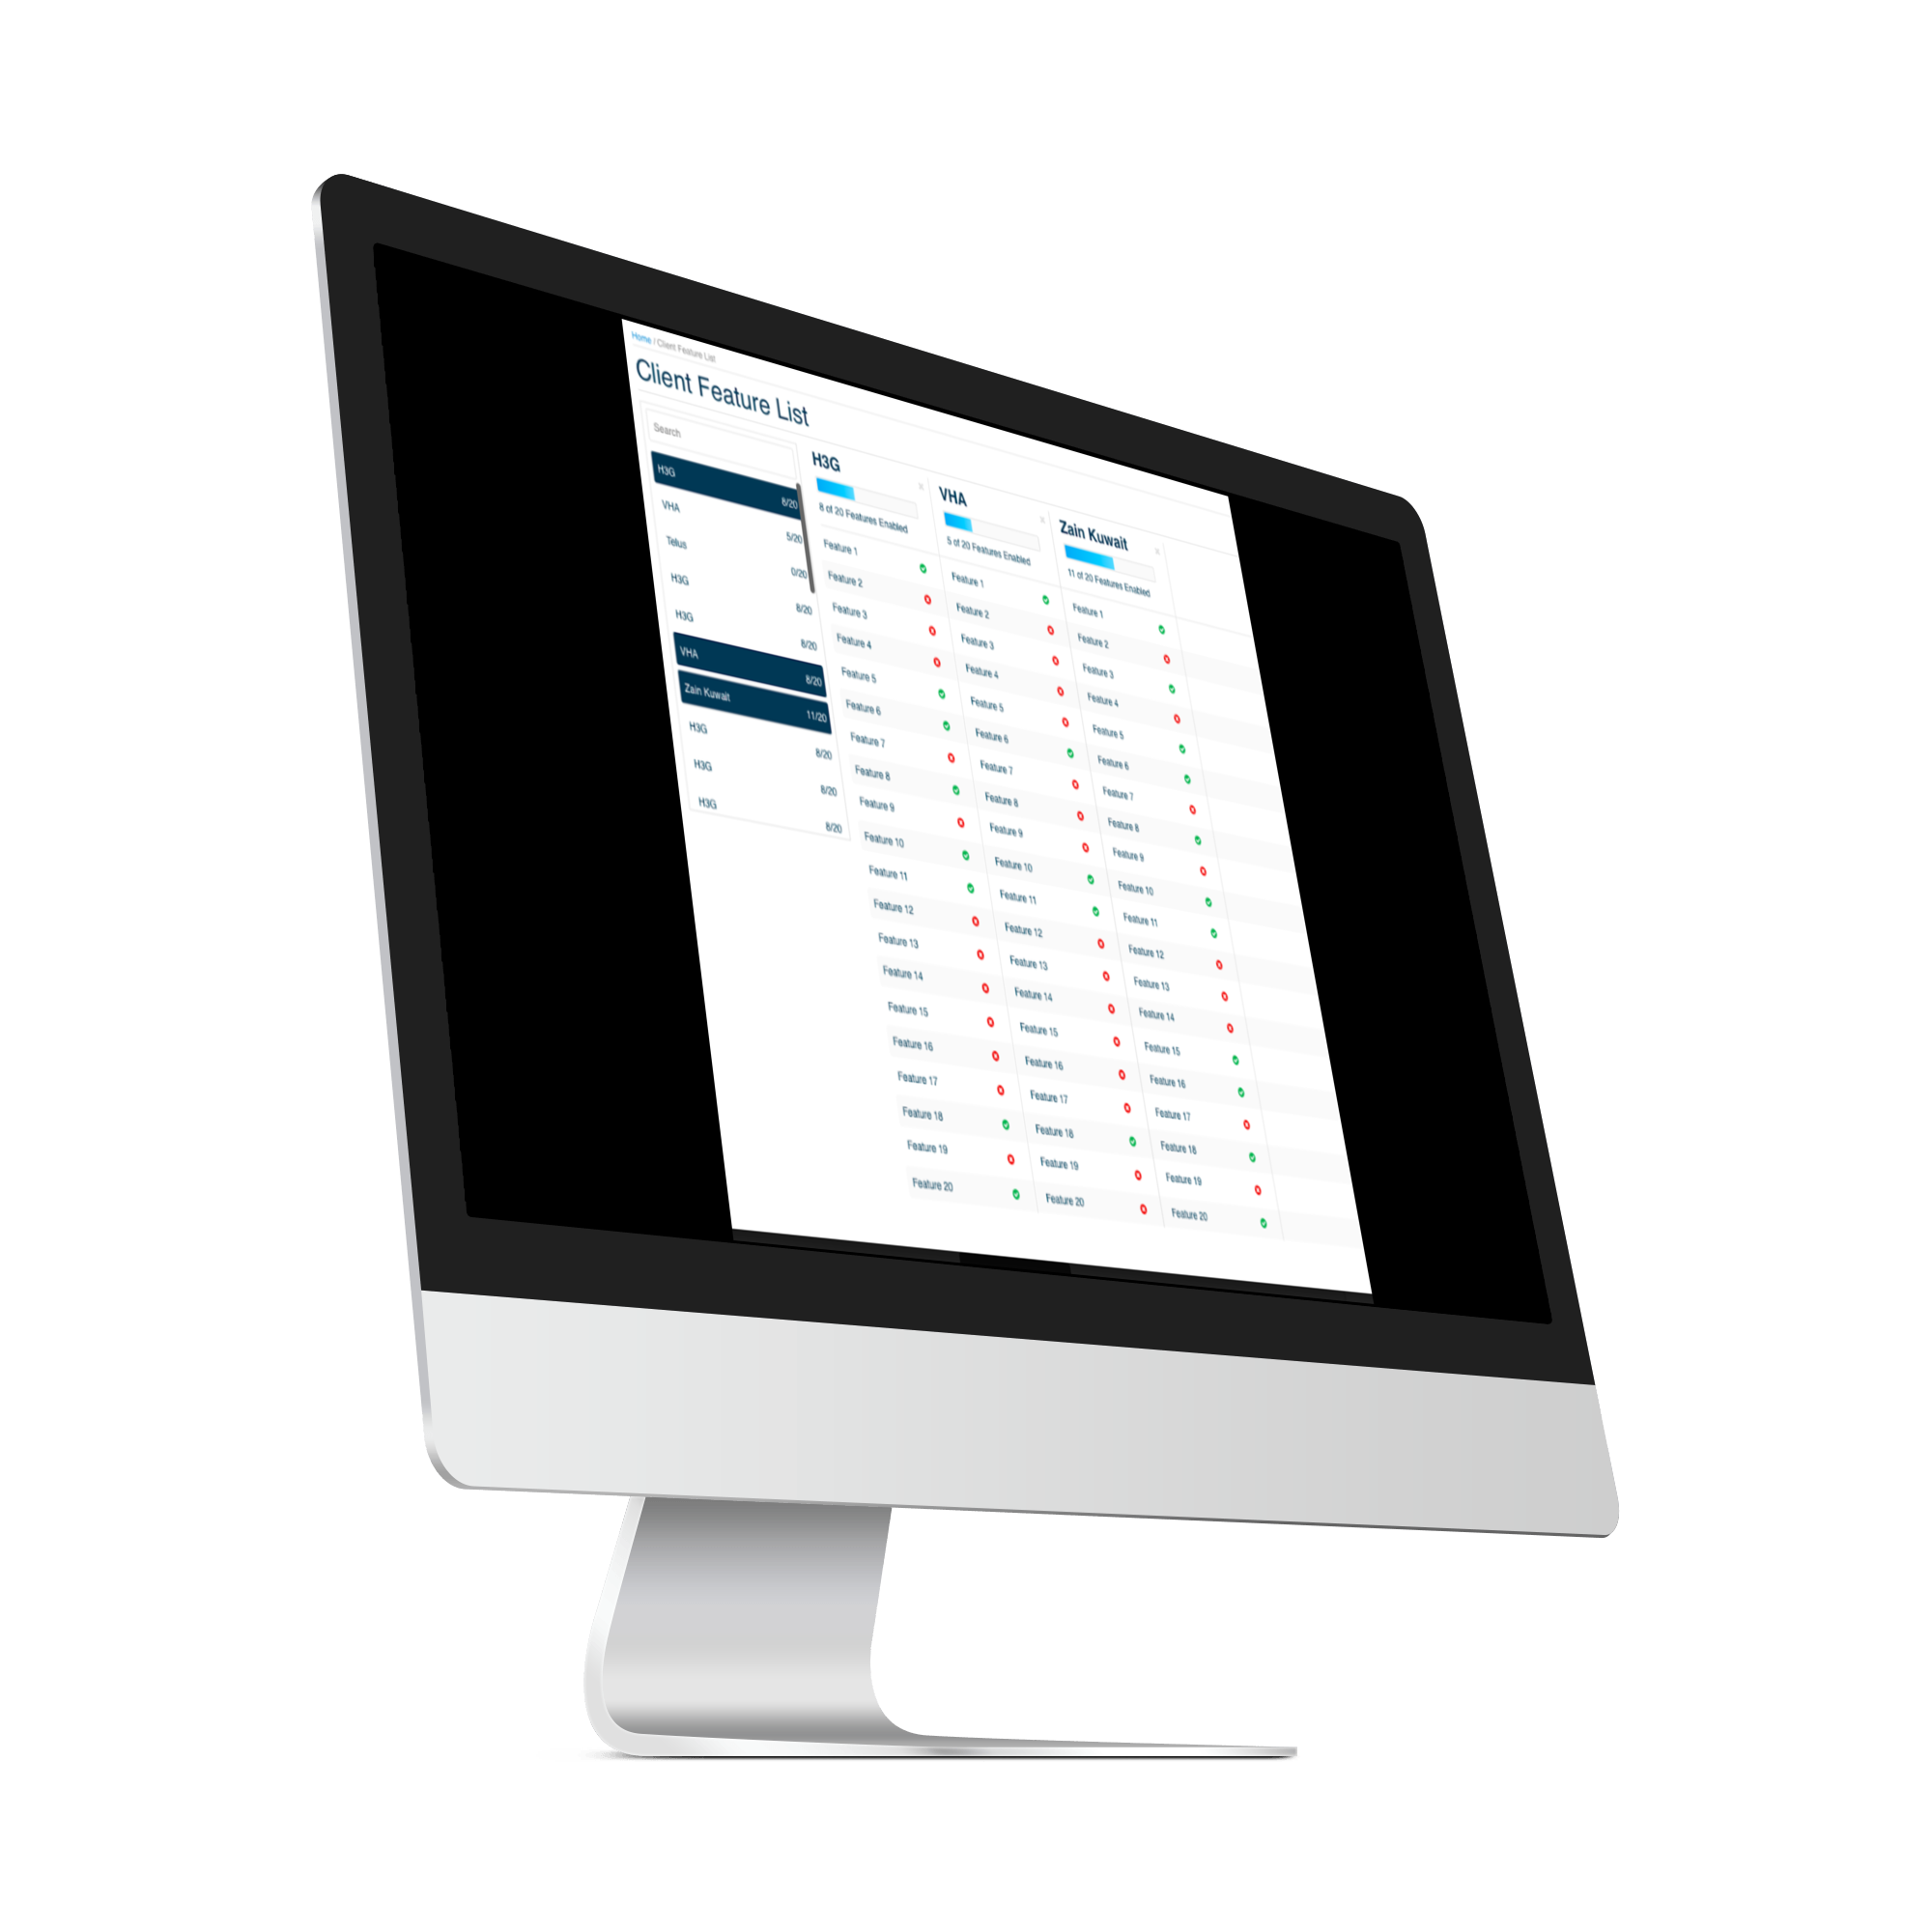 Home / Client Feature List
Client Feature List
Search
H3G 8/20
VHA 5/20
Telus 0/20
H3G 8/20
H3G 8/20
VHA 8/20
Zain Kuwait 11/20
H3G 8/20
H3G 8/20
H3G 8/20
H3G
8 of 20 Features Enabled
Feature 1
Feature 2
Feature 3
Feature 4
Feature 5
Feature 6
Feature 7
Feature 8
Feature 9
Feature 10
Feature 11
Feature 12
Feature 13
Feature 14
Feature 15
Feature 16
Feature 17
Feature 18
Feature 19
Feature 20
VHA
5 of 20 Features Enabled
Feature 1
Feature 2
Feature 3
Feature 4
Feature 5
Feature 6
Feature 7
Feature 8
Feature 9
Feature 10
Feature 11
Feature 12
Feature 13
Feature 14
Feature 15
Feature 16
Feature 17
Feature 18
Feature 19
Feature 20
Zain Kuwait
11 of 20 Features Enabled
Feature 1
Feature 2
Feature 3
Feature 4
Feature 5
Feature 6
Feature 7
Feature 8
Feature 9
Feature 10
Feature 11
Feature 12
Feature 13
Feature 14
Feature 15
Feature 16
Feature 17
Feature 18
Feature 19
Feature 20